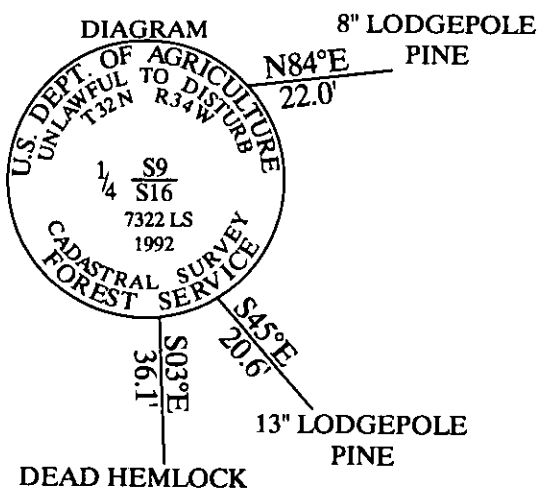 DIAGRAM
8" LODGEPOLE
PINE
N84°E
22.0'
U.S. DEPT. OF AGRICULTURE
UNLAWFUL TO DISTURB
T32N R34W
1/4 S9
S16
7322 LS
1992
CADASTRAL SURVEY
FOREST SERVICE
S45°E
20.6'
S03°E
36.1'
13" LODGEPOLE
PINE
DEAD HEMLOCK